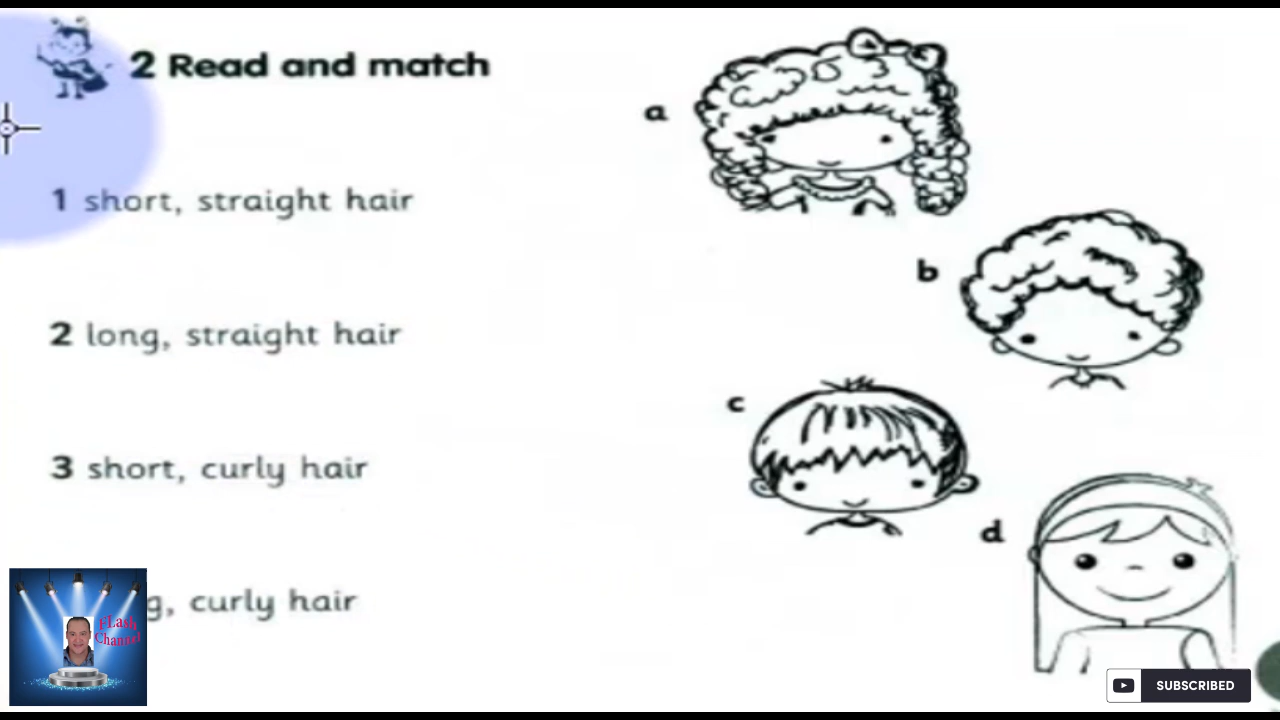 2 Read and match
a
1 short, straight hair
b
2 long, straight hair
c
3 short, curly hair
d
g, curly hair
FLash
Channel
SUBSCRIBED